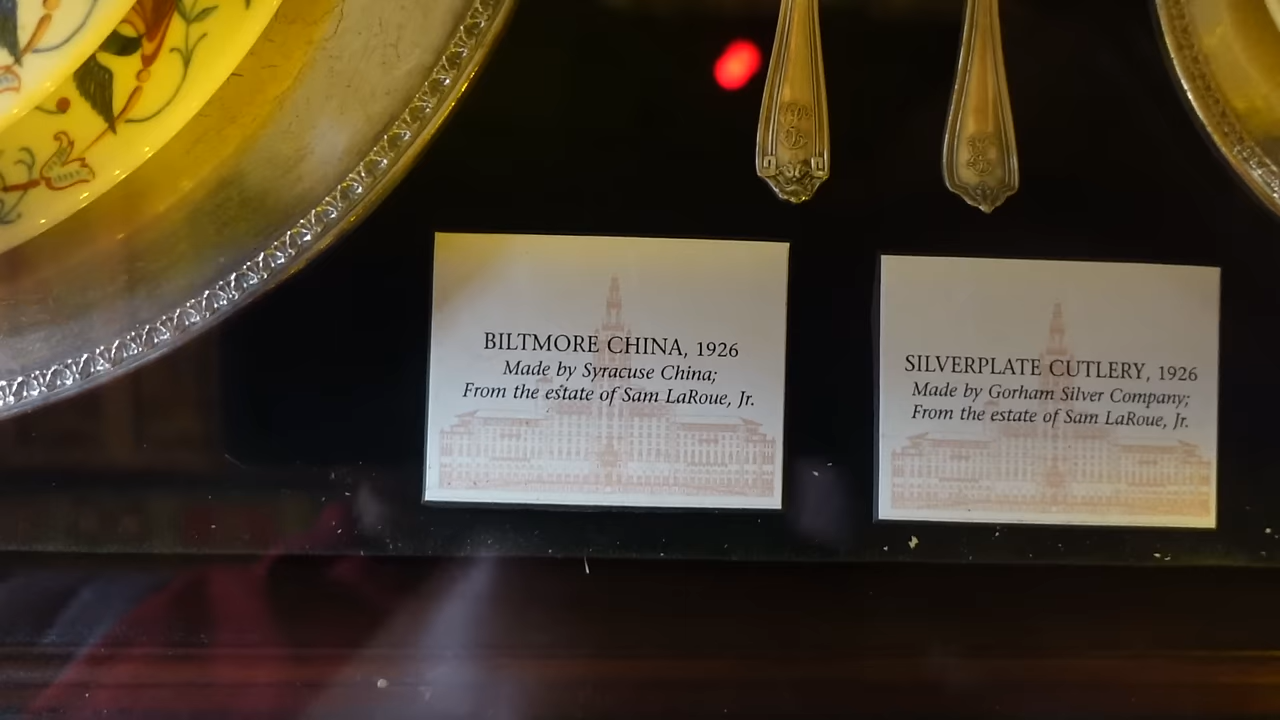 BILTMORE CHINA, 1926
Made by Syracuse China;
From the estate of Sam LaRoue, Jr.
SILVERPLATE CUTLERY, 1926
Made by Gorham Silver Company;
From the estate of Sam LaRoue, Jr.